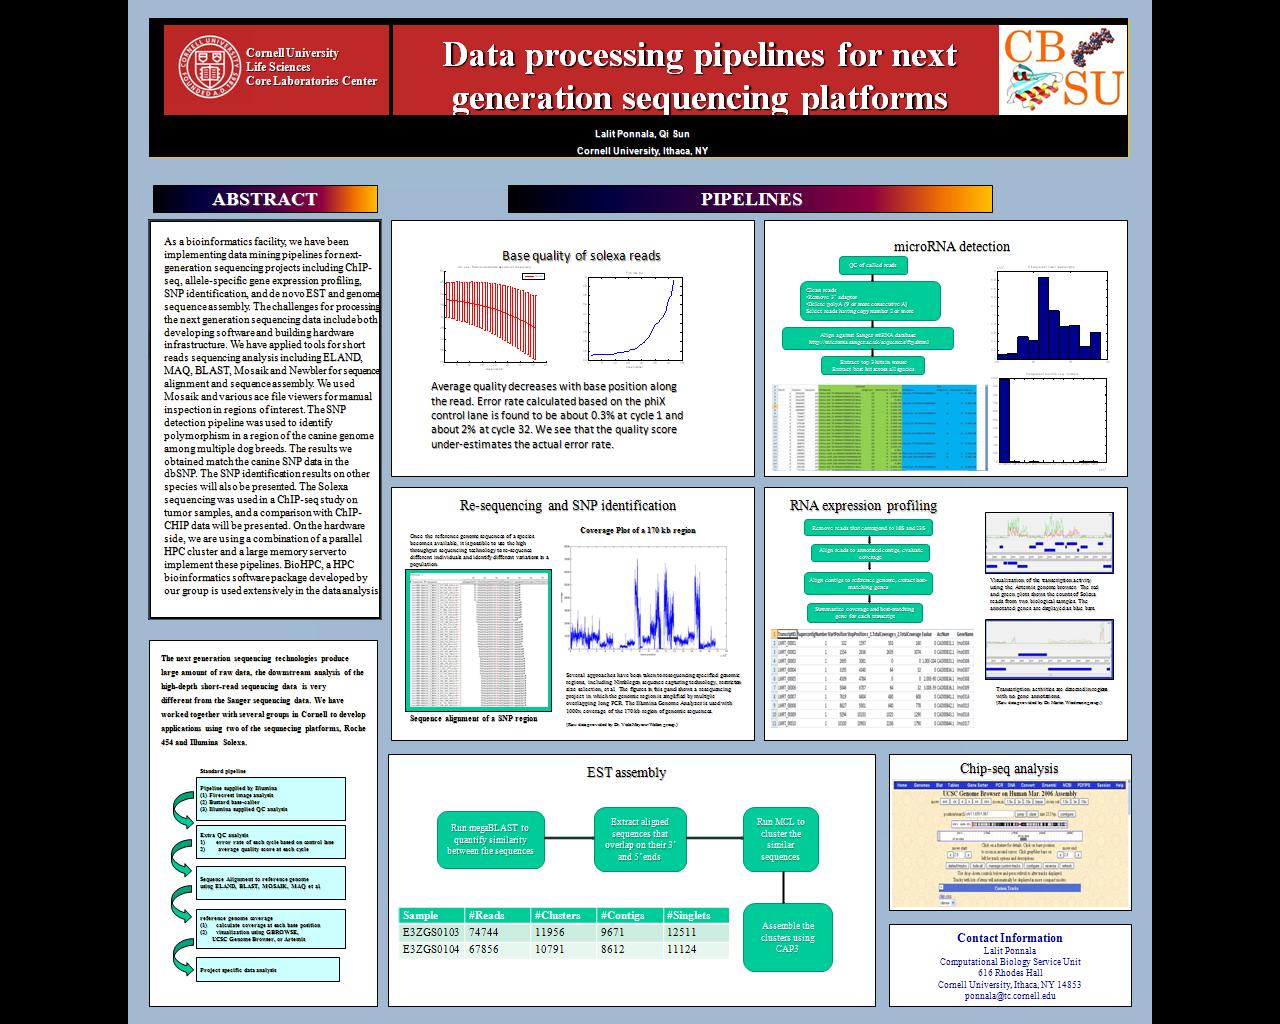 Cornell University
Life Sciences
Core Laboratories Center
Data processing pipelines for next
generation sequencing platforms
CB
SU
Lalit Ponnala, Qi Sun
Cornell University, Ithaca, NY
ABSTRACT
As a bioinformatics facility, we have been
implementing data mining pipelines for next-
generation sequencing projects including ChIP-
seq, allele-specific gene expression profiling,
SNP identification, and de novo EST and genome
sequence assembly. The challenges for processing
the next generation sequencing data include both
developing software and building hardware
infrastructure. We have applied tools for short
reads sequencing analysis including ELAND,
MAQ, BLAST, Mosaik and Newbler for sequence
alignment and sequence assembly. We used
Mosaik and various ace file viewers for manual
inspection in regions of interest. The SNP
detection pipeline was used to identify
polymorphism in a region of the canine genome
among multiple dog breeds. The results we
obtained match the canine SNP data in the
dbSNP. The SNP identification results on other
species will also be presented. The Solexa
sequencing was used in a ChIP-seq study on
tumor samples, and a comparison with ChIP-
CHIP data will be presented. On the hardware
side, we are using a combination of a parallel
HPC cluster and a large memory server to
implement these pipelines. BioHPC, a HPC
bioinformatics software package developed by
our group is used extensively in the data analysis
The next generation sequencing technologies produce
large amount of raw data, the downstream analysis of the
high-depth short-read sequencing data is very
different from the Sanger sequencing data. We have
worked together with several groups in Cornell to develop
applications using two of the sequnecing platforms, Roche
454 and Illumina Solexa.
Standard pipeline
Pipeline supplied by Illumina
(1) Firecrest image analysis
(2) Bustard base-caller
(3) Illumina supplied QC analysis
Extra QC analysis
1) error rate of each cycle based on control lane
2) average quality score at each cycle
Sequence Alignment to reference genome
using ELAND, BLAST, MOSAIK, MAQ et al.
reference genome coverage
(1) calculate coverage at each base position
(2) visualization using GBROWSE,
UCSC Genome Browser, or Artemis
Project specific data analysis
PIPELINES
Base quality of solexa reads
Average quality decreases with base position along
the read. Error rate calculated based on the phiX
control lane is found to be about 0.3% at cycle 1 and
about 2% at cycle 32. We see that the quality score
under-estimates the actual error rate.
microRNA detection
QC of called reads
Clean reads
•Remove 3' adaptor
•Delete polyA (9 or more consecutive A)
Select reads having copy number 2 or more
Align against Sanger miRNA database
Extract top 3 hits in mouse
Extract best hit across all species
Re-sequencing and SNP identification
Once the reference genome sequence of a species
becomes available, it is possible to use the high
throughput sequencing technology to re-sequence
different individuals and identify different variations in a
population.
Sequence alignment of a SNP region
Coverage Plot of a 170 kb region
Several approaches have been taken to resequencing specified genomic
regions, including Nimblegen sequence capturing technology, restriction
size selection, et al. The figures in this panel shows a resequencing
project in which the genomic region is amplified by multiple
overlapping long PCR. The Illumina Genome Analyzer is used with
1000x coverage of the 170kb region of genomic sequence.
RNA expression profiling
Remove reads that correspond to 16S and 23S
Align reads to annotated contigs, evaluate
coverage
Align contigs to reference genome, extract best-
matching genes
Summarize coverage and best-matching
gene for each transcript
Visualization of the transcription activity
using the Artemis genome browser. The red
and green plots shows the counts of Solexa
reads from two biological samples. The
annotated genes are displayed as blue bars.
Transcription activities are detected in regions
with no gene annotations.
EST assembly
Run megaBLAST to
quantify similarity
between the sequences
Extract aligned
sequences that
overlap on their 3'
and 5' ends
Run MCL to
cluster the
similar
sequences
Assemble the
clusters using
CAP3
Sample #Reads #Clusters #Contigs #Singlets
E3ZGS0103 74744 11956 9671 12511
E3ZGS0104 67856 10791 8612 11124
Chip-seq analysis
UCSC Genome Browser on Human Mar. 2006 Assembly
Custom Tracks
Contact Information
Lalit Ponnala
Computational Biology Service Unit
616 Rhodes Hall
Cornell University, Ithaca, NY 14853
ponnala@tc.cornell.edu